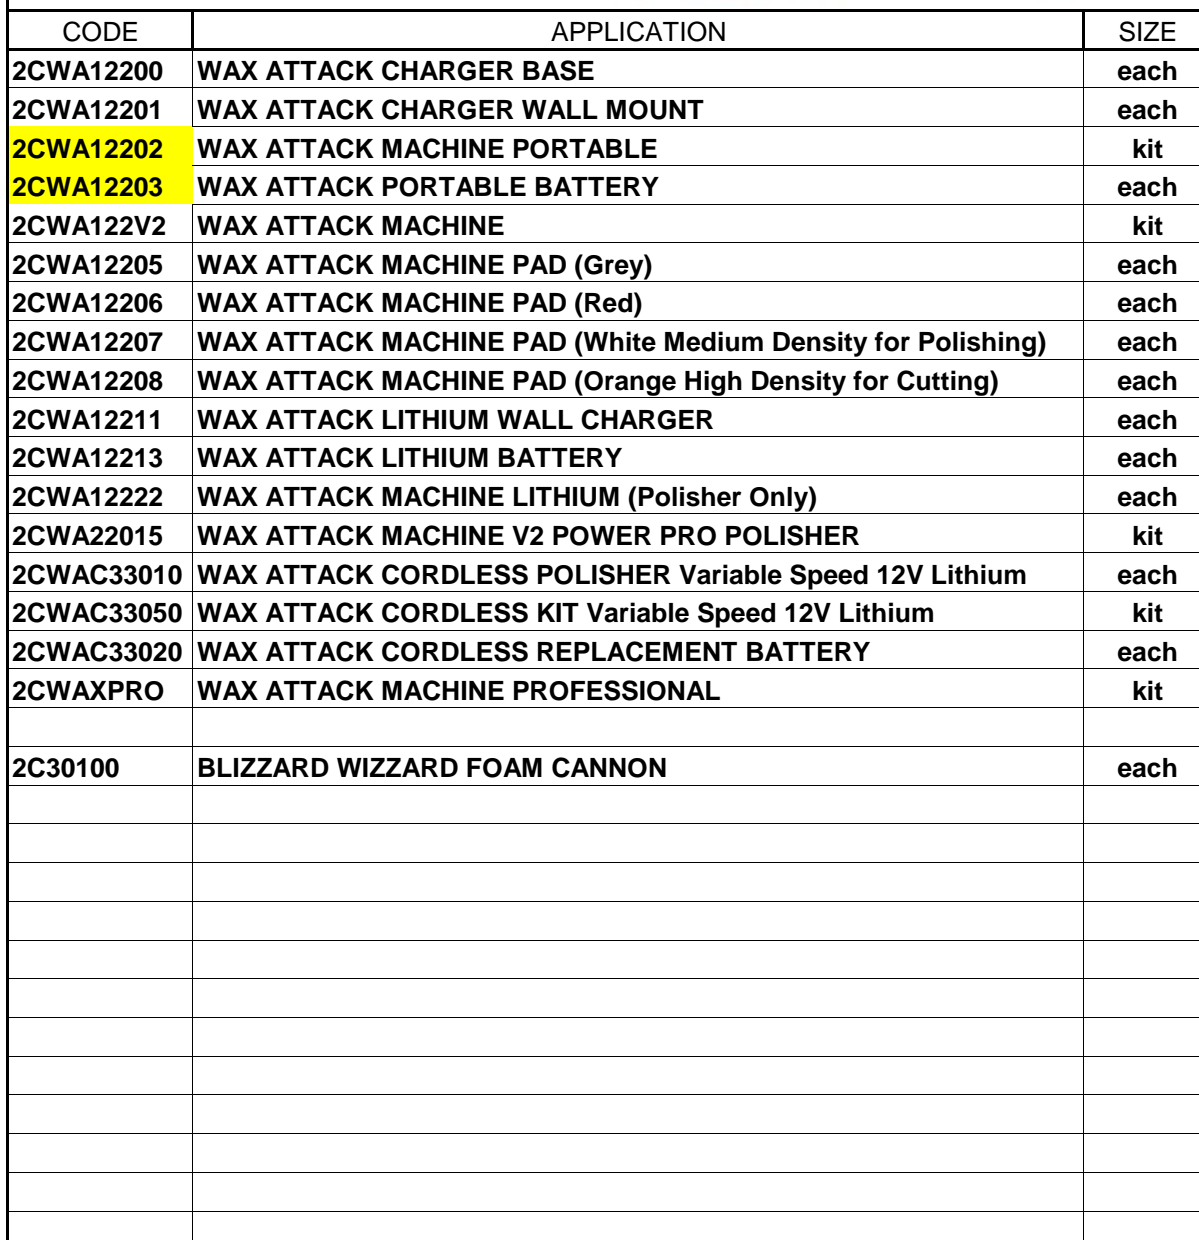 CODE APPLICATION SIZE
2CWA12200 WAX ATTACK CHARGER BASE each
2CWA12201 WAX ATTACK CHARGER WALL MOUNT each
2CWA12202 WAX ATTACK MACHINE PORTABLE kit
2CWA12203 WAX ATTACK PORTABLE BATTERY each
2CWA122V2 WAX ATTACK MACHINE kit
2CWA12205 WAX ATTACK MACHINE PAD (Grey) each
2CWA12206 WAX ATTACK MACHINE PAD (Red) each
2CWA12207 WAX ATTACK MACHINE PAD (White Medium Density for Polishing) each
2CWA12208 WAX ATTACK MACHINE PAD (Orange High Density for Cutting) each
2CWA12211 WAX ATTACK LITHIUM WALL CHARGER each
2CWA12213 WAX ATTACK LITHIUM BATTERY each
2CWA12222 WAX ATTACK MACHINE LITHIUM (Polisher Only) each
2CWA22015 WAX ATTACK MACHINE V2 POWER PRO POLISHER kit
2CWAC33010 WAX ATTACK CORDLESS POLISHER Variable Speed 12V Lithium each
2CWAC33050 WAX ATTACK CORDLESS KIT Variable Speed 12V Lithium kit
2CWAC33020 WAX ATTACK CORDLESS REPLACEMENT BATTERY each
2CWAXPRO WAX ATTACK MACHINE PROFESSIONAL kit
2C30100 BLIZZARD WIZZARD FOAM CANNON each